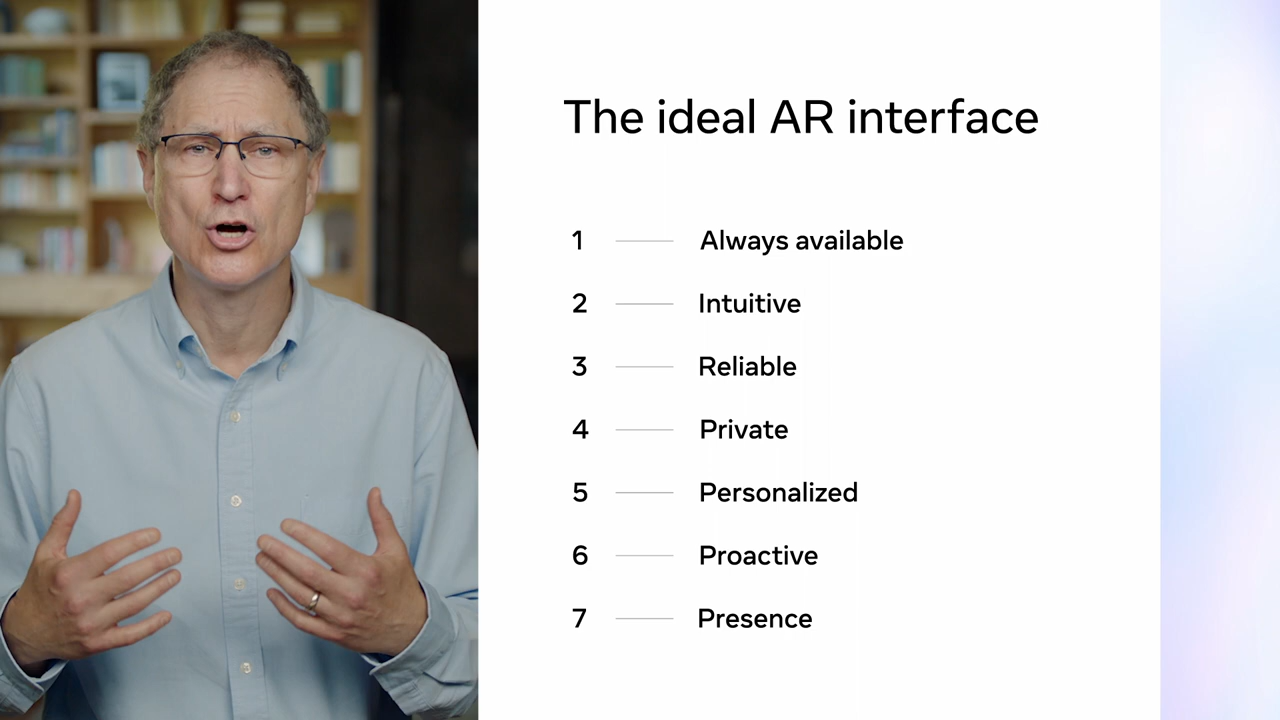 The ideal AR interface
1 Always available
2 Intuitive
3 Reliable
4 Private
5 Personalized
6 Proactive
7 Presence